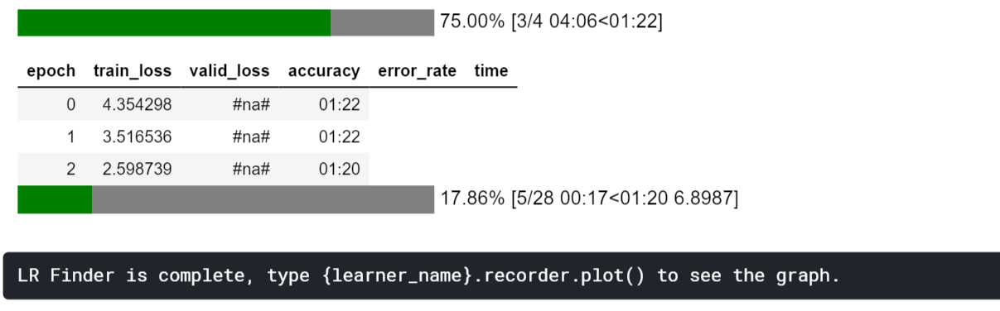 75.00% [3/4 04:06<01:22]
epoch train_loss valid_loss accuracy error_rate time
0 4.354298 #na# 01:22
1 3.516536 #na# 01:22
2 2.598739 #na# 01:20
17.86% [5/28 00:17<01:20 6.8987]
LR Finder is complete, type {learner_name}.recorder.plot() to see the graph.